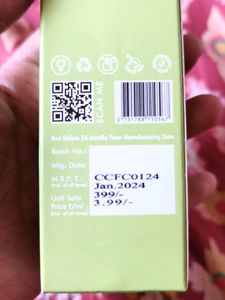 SCAN ME
Best Before 24 Months From Manufacturing Date
Batch No.:
CCFC0124
Mfg. Date:
Jan.2024
M.R.P. ₹ :
(Incl. of all taxes)
399/-
Unit Sale
Price ₹/ml :
(Incl. of all taxes)
3.99/-